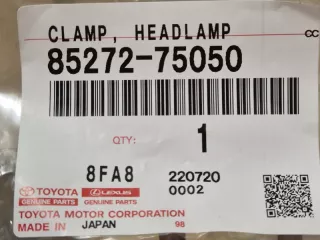 CLAMP, HEADLAMP
CC
85272-75050
QTY:
1
8FA8
220720
0002
TOYOTA
GENUINE PARTS
LEXUS
GENUINE PARTS
TOYOTA MOTOR CORPORATION
MADE IN JAPAN 98